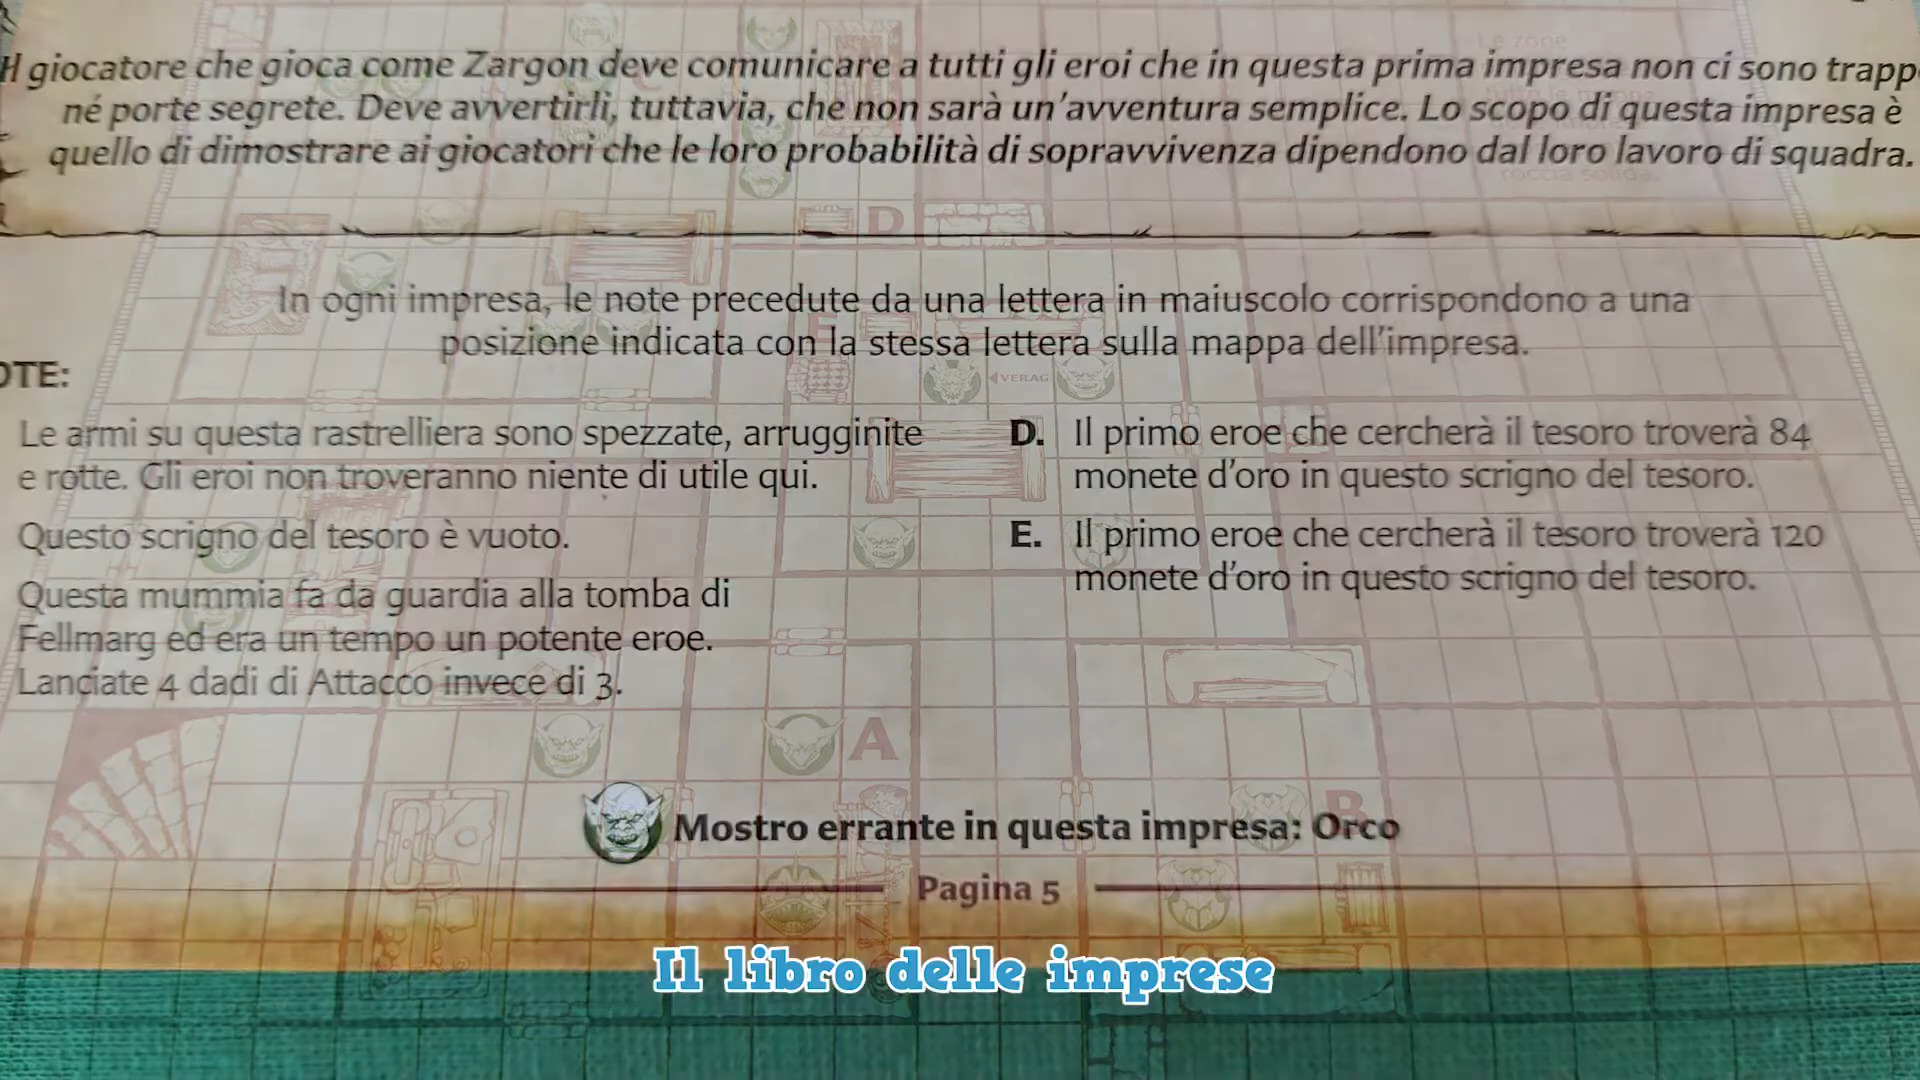 giocatore che gioca come Zargon deve comunicare a tutti gli eroi che in questa prima impresa non ci sono trapp
né porte segrete. Deve avvertirli, tuttavia, che non sarà un'avventura semplice. Lo scopo di questa impresa è
quello di dimostrare ai giocatori che le loro probabilità di sopravvivenza dipendono dal loro lavoro di squadra.
roccia solida.
D
In ogni impresa, le note precedute da una lettera in maiuscolo corrispondono a una
posizione indicata con la stessa lettera sulla mappa dell'impresa.
OTE:
VERAG
Le armi su questa rastrelliera sono spezzate, arrugginite
e rotte. Gli eroi non troveranno niente di utile qui.
Questo scrigno del tesoro è vuoto.
Questa mummia fa da guardia alla tomba di
Fellmarg ed era un tempo un potente eroe.
Lanciate 4 dadi di Attacco invece di 3.
D. Il primo eroe che cercherà il tesoro troverà 84
monete d'oro in questo scrigno del tesoro.
E. Il primo eroe che cercherà il tesoro troverà 120
monete d'oro in questo scrigno del tesoro.
A
B
Mostro errante in questa impresa: Orco
Pagina 5
Il libro delle imprese